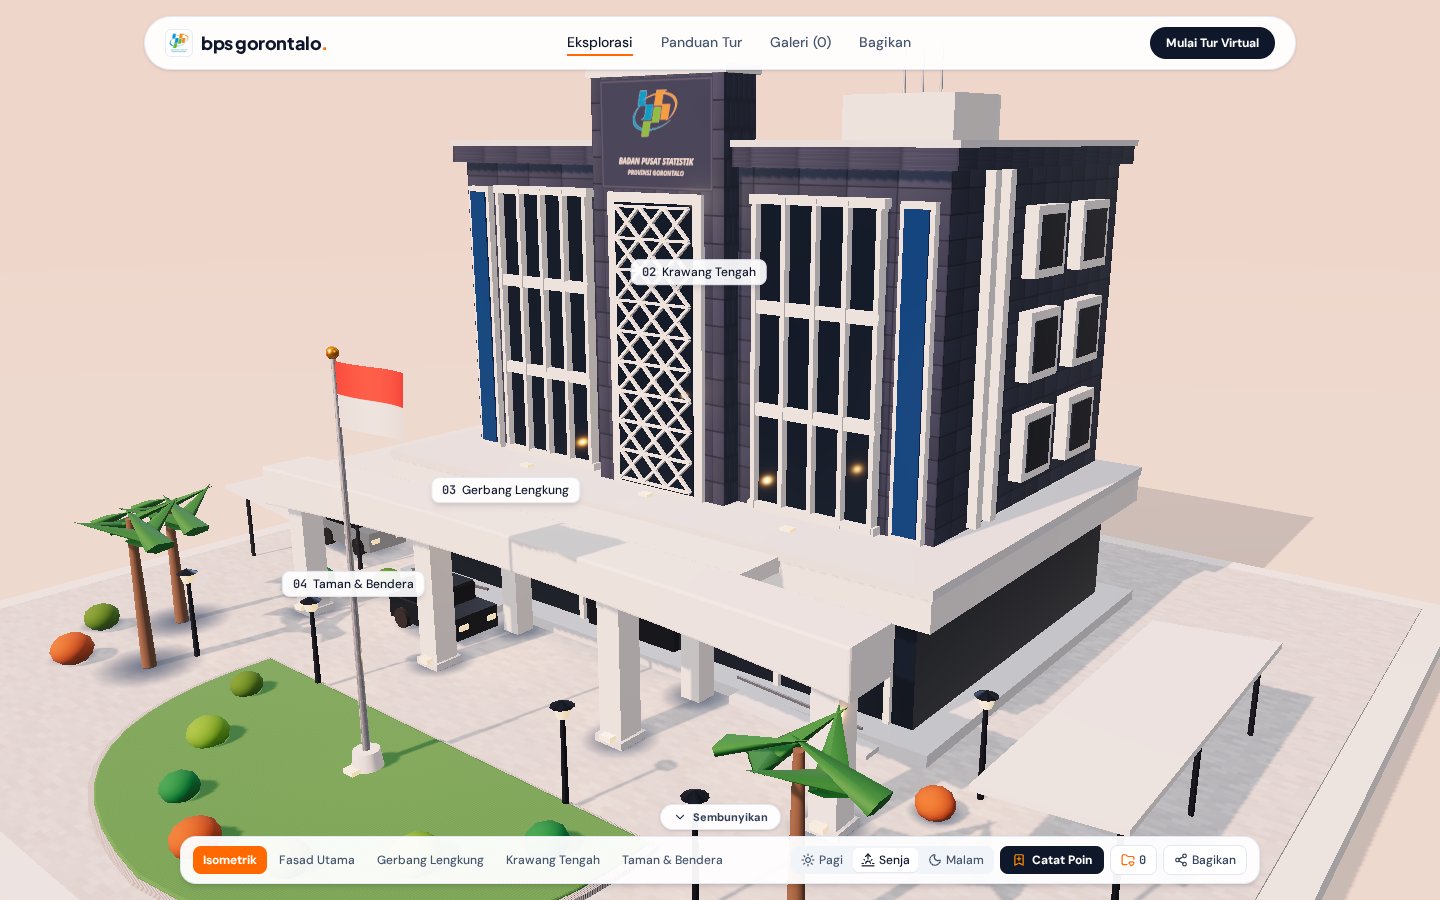 bps gorontalo.
Eksplorasi
Panduan Tur
Galeri (0)
Bagikan
Mulai Tur Virtual
BADAN PUSAT STATISTIK
PROVINSI GORONTALO
02 Krawang Tengah
03 Gerbang Lengkung
04 Taman & Bendera
Sembunyikan
Isometrik
Fasad Utama
Gerbang Lengkung
Krawang Tengah
Taman & Bendera
Pagi
Senja
Malam
Catat Poin
0
Bagikan